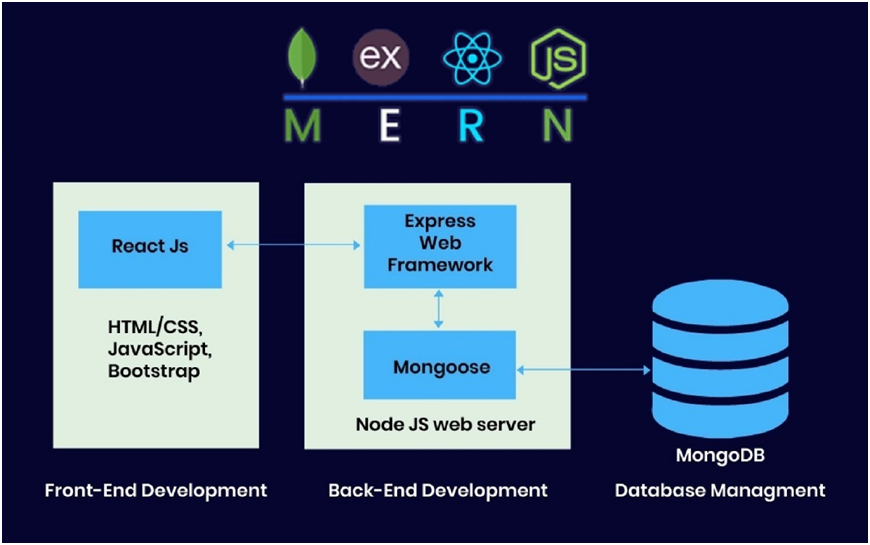 ex
JS
M E R N
React Js
HTML/CSS,
JavaScript,
Bootstrap
Express
Web
Framework
Mongoose
Node JS web server
MongoDB
Front-End Development
Back-End Development
Database Managment